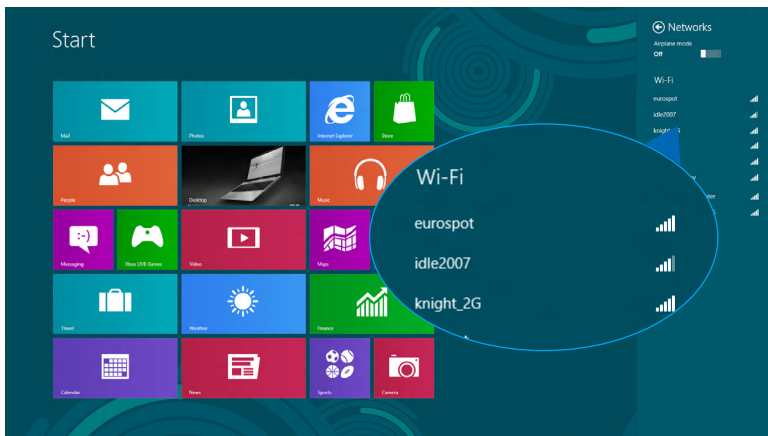 Start
Networks
Airplane mode
Off
Wi-Fi
eurospot
idle2007
Mail
Photos
Internet Explorer
Store
People
Desktop
Music
Messaging
Xbox LIVE Games
Video
Maps
Travel
Weather
Finance
Calendar
News
Sports
Camera
Wi-Fi
eurospot
idle2007
knight_2G